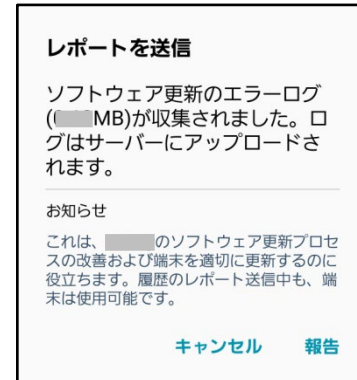 レポートを送信
ソフトウェア更新のエラーログ
(MB)が収集されました。ロ
グはサーバーにアップロードさ
れます。
お知らせ
これは、のソフトウェア更新プロセ
スの改善および端末を適切に更新するのに
役立ちます。履歴のレポート送信中も、端
末は使用可能です。
キャンセル 報告